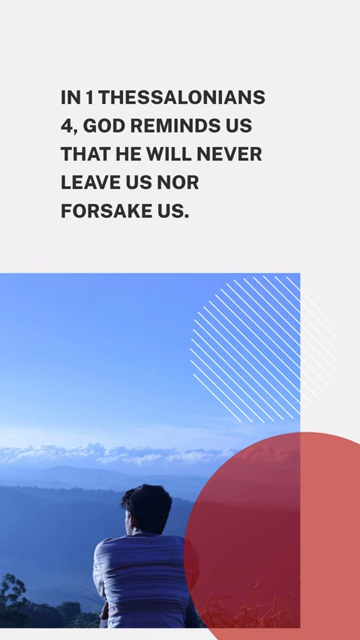 IN 1 THESSALONIANS
4, GOD REMINDS US
THAT HE WILL NEVER
LEAVE US NOR
FORSAKE US.